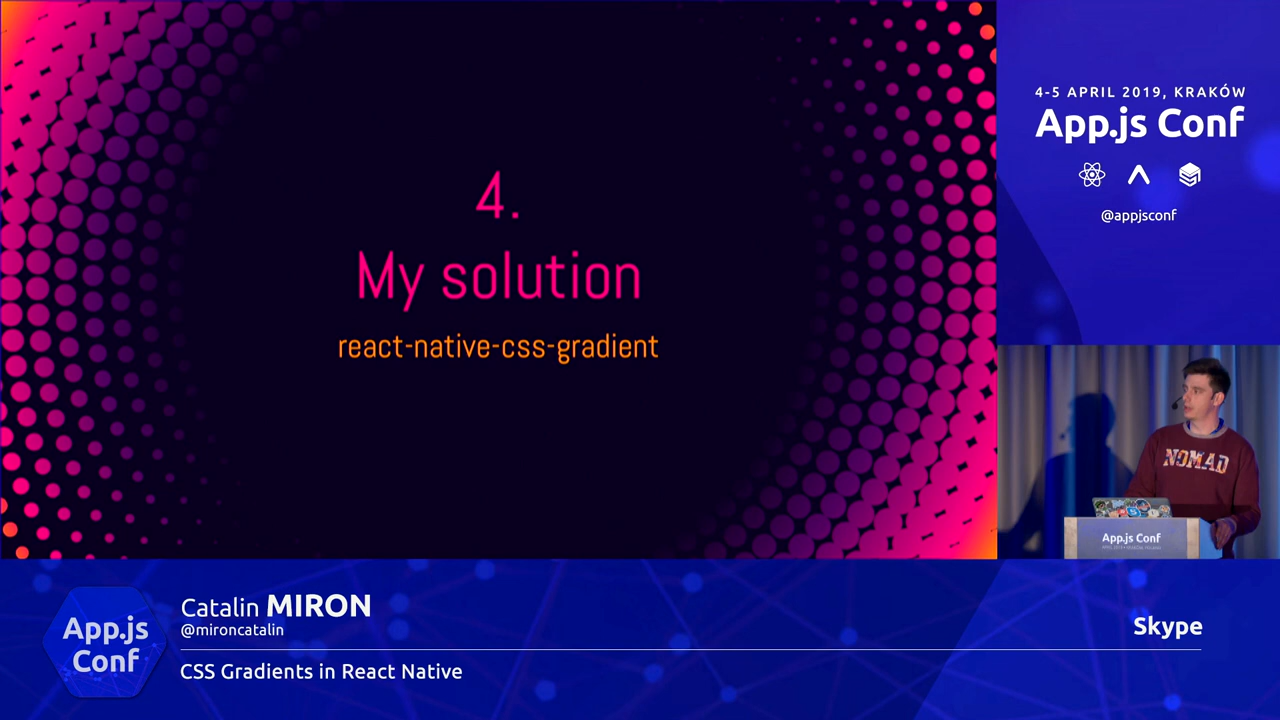 4.
My solution
react-native-css-gradient
4-5 APRIL 2019, KRAKÓW
App.js Conf
@appjsconf
NOMAD
App.js Conf
App.js
Conf
Catalin MIRON
@mironcatalin
CSS Gradients in React Native
Skype